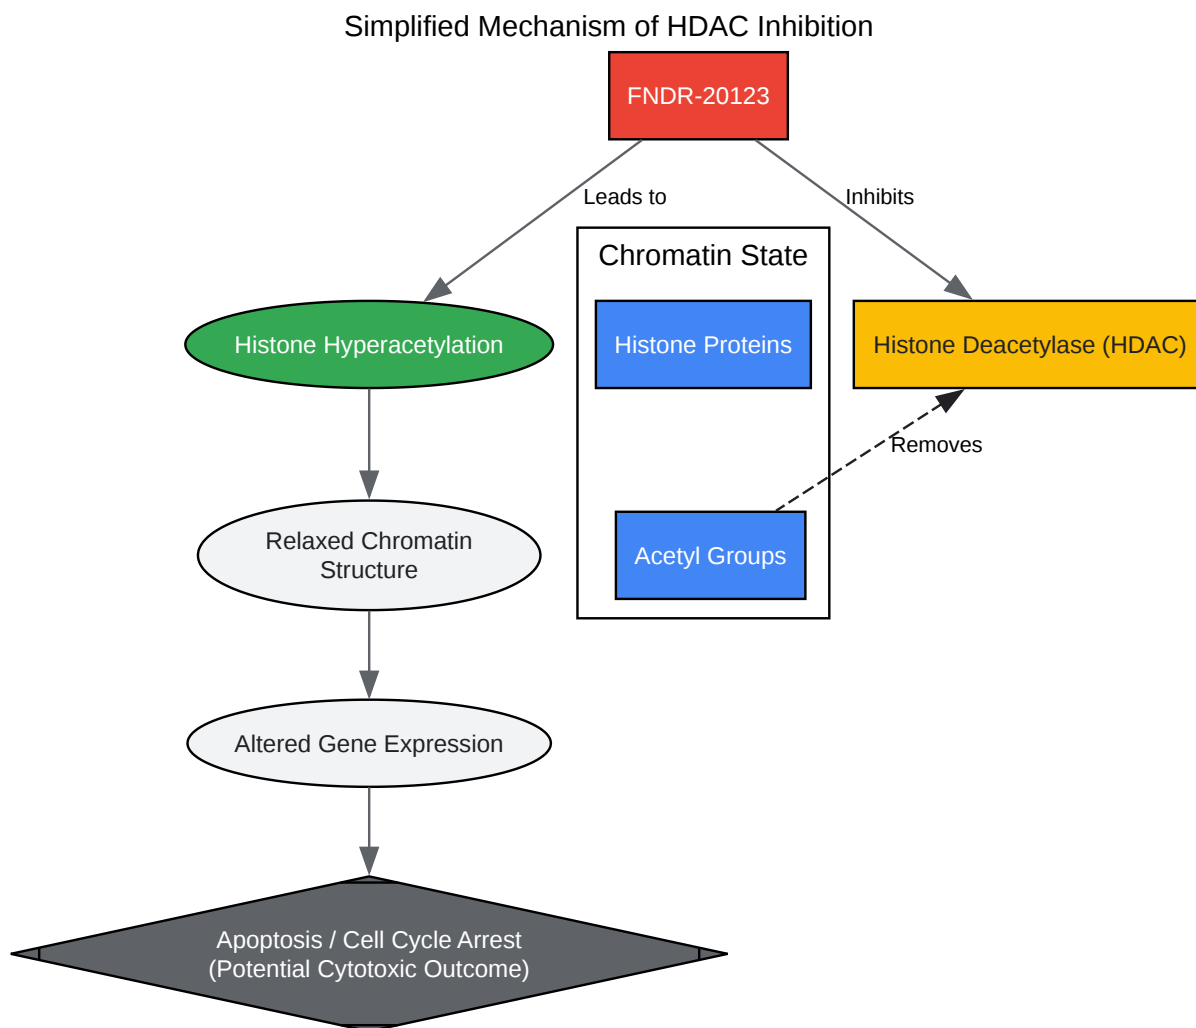 Simplified Mechanism of HDAC Inhibition
FNDR-20123
Leads to
Inhibits
Chromatin State
Histone Hyperacetylation
Histone Proteins
Histone Deacetylase (HDAC)
Removes
Relaxed Chromatin
Structure
Acetyl Groups
Altered Gene Expression
Apoptosis / Cell Cycle Arrest
(Potential Cytotoxic Outcome)